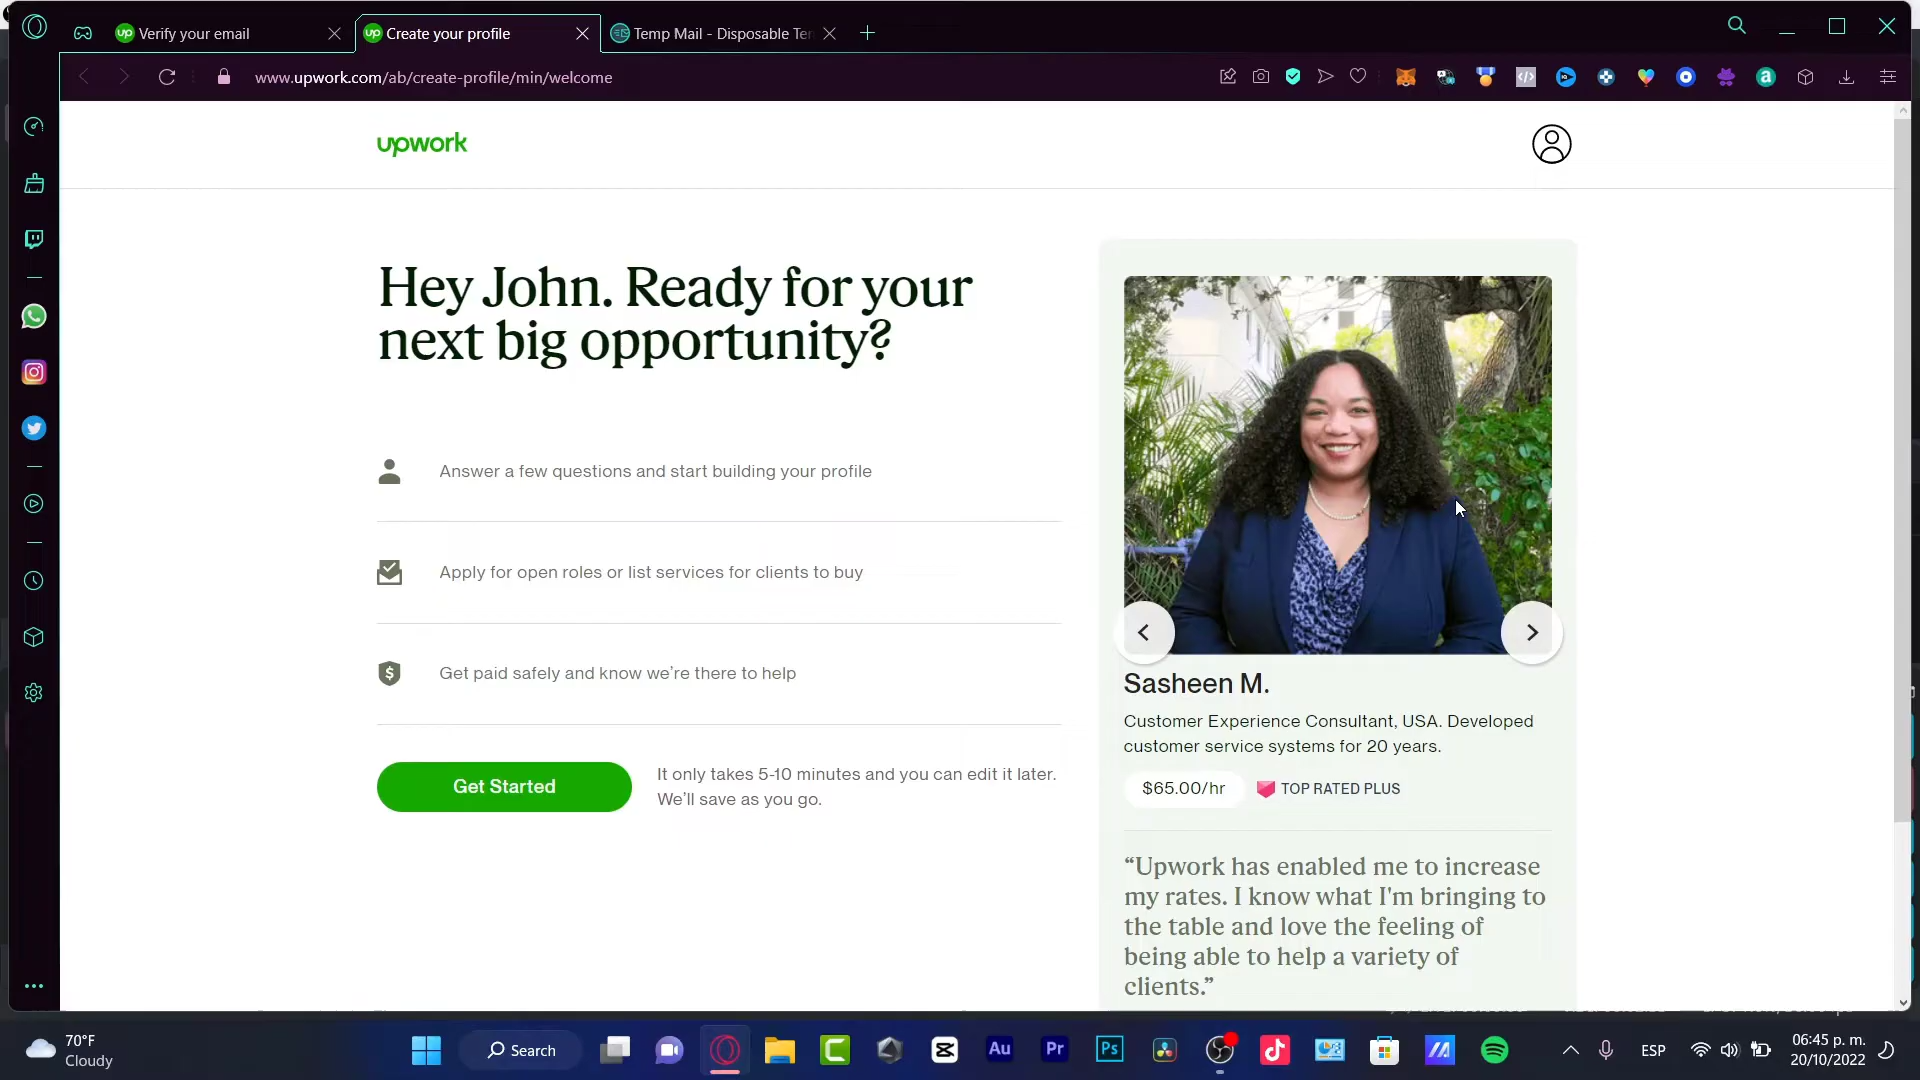 Verify your email
Create your profile
Temp Mail - Disposable Ter
www.upwork.com/ab/create-profile/min/welcome
upwork
Hey John. Ready for your
next big opportunity?
Answer a few questions and start building your profile
Apply for open roles or list services for clients to buy
Get paid safely and know we're there to help
Get Started
It only takes 5-10 minutes and you can edit it later.
We'll save as you go.
Sasheen M.
Customer Experience Consultant, USA. Developed
customer service systems for 20 years.
$65.00/hr
TOP RATED PLUS
“Upwork has enabled me to increase
my rates. I know what I'm bringing to
the table and love the feeling of
being able to help a variety of
clients.”
70°F
Cloudy
Search
Au
Pr
Ps
ESP
06:45 p. m.
20/10/2022